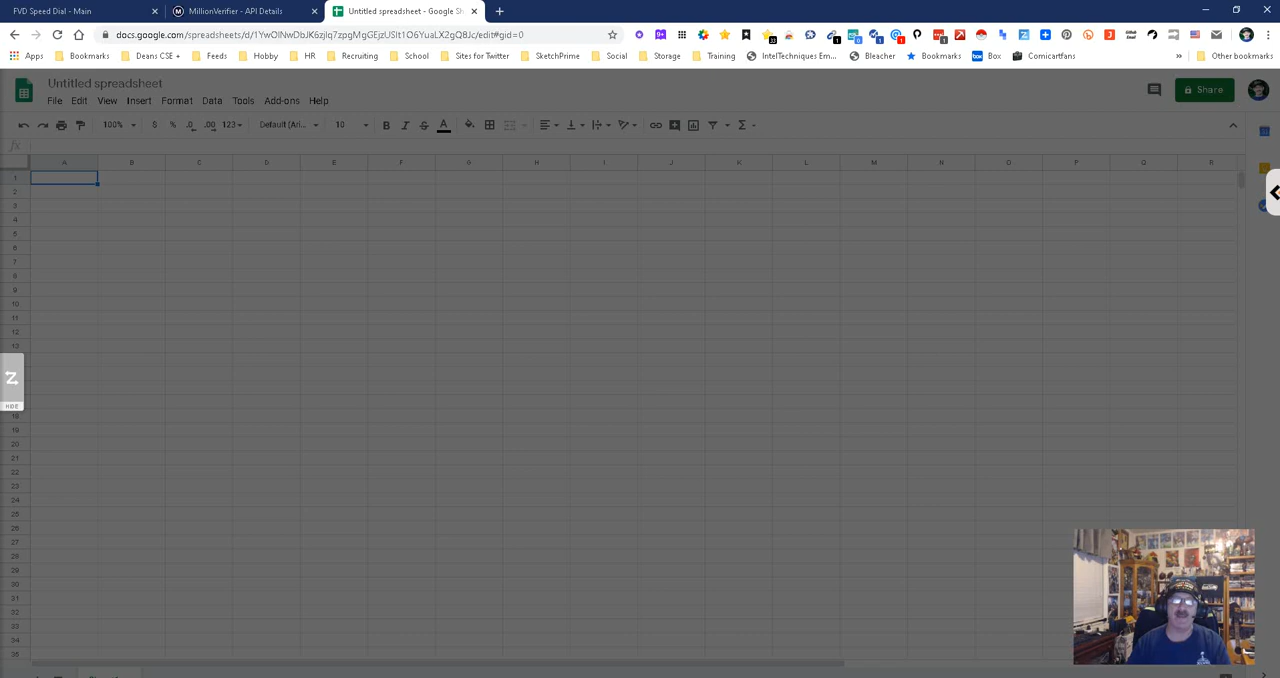 FVD Speed Dial - Main
MillionVerifier - API Details
Untitled spreadsheet - Google Sh
docs.google.com/spreadsheets/d/1YwOlNwDbJK6zjlq7zpgMgGEjzUSIt1O6YuaLX2gQ8Jc/edit#gid=0
Apps Bookmarks Deans CSE + Feeds Hobby HR Recruiting School Sites for Twitter SketchPrime Social Storage Training IntelTechniques Em... Bleacher Bookmarks Box Comicartfans » Other bookmarks
Untitled spreadsheet
File Edit View Insert Format Data Tools Add-ons Help
Share
100% $ % .0 .00 123 Default (Ari... 10 B I S A
fx
A B C D E F G H I J K L M N O P Q R
1
2
3
4
5
6
7
8
9
10
11
12
13
18
19
20
21
22
23
24
25
26
27
28
29
30
31
32
33
34
35
HIDE